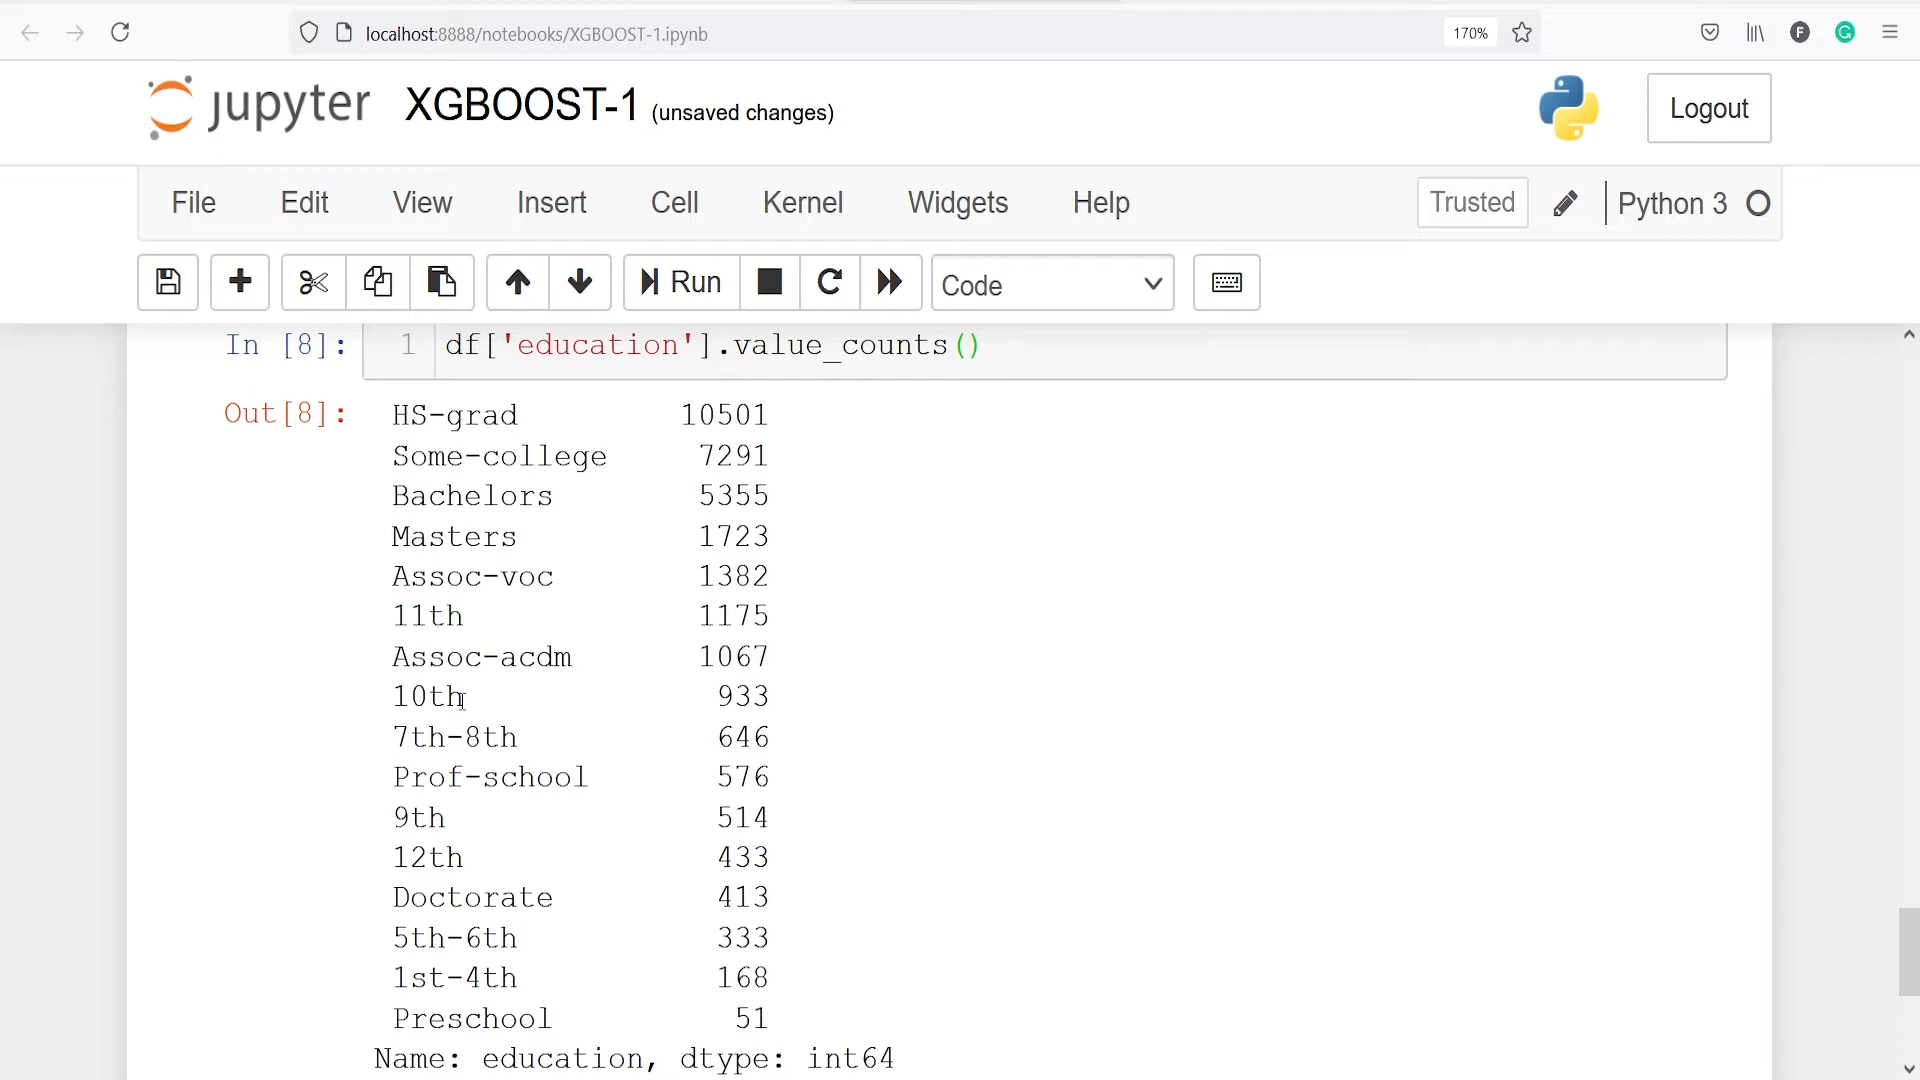 localhost:8888/notebooks/XGBOOST-1.ipynb 170% F G
jupyter XGBOOST-1 (unsaved changes) Logout
File Edit View Insert Cell Kernel Widgets Help Trusted Python 3
Run Code
In [8]: 1 df['education'].value_counts()
Out[8]: HS-grad 10501
Some-college 7291
Bachelors 5355
Masters 1723
Assoc-voc 1382
11th 1175
Assoc-acdm 1067
10th 933
7th-8th 646
Prof-school 576
9th 514
12th 433
Doctorate 413
5th-6th 333
1st-4th 168
Preschool 51
Name: education, dtype: int64